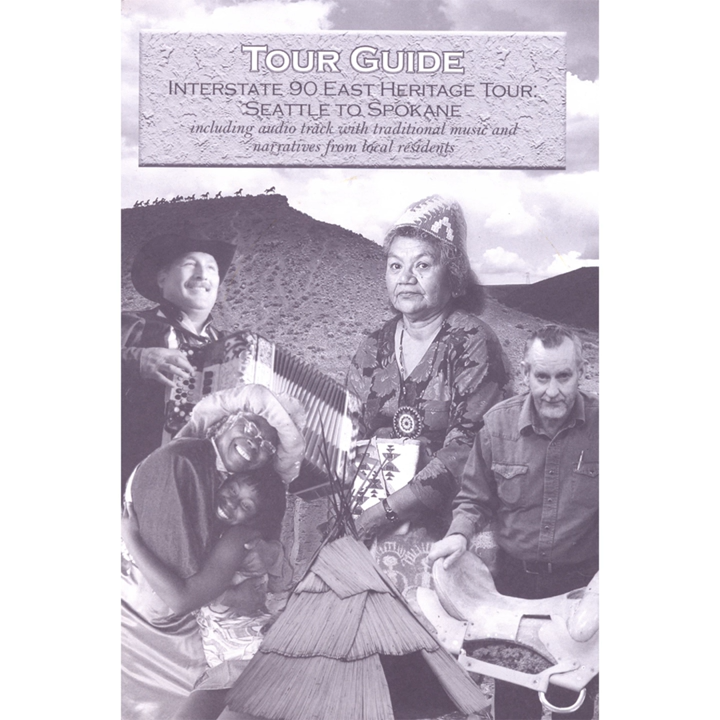 TOUR GUIDE
INTERSTATE 90 EAST HERITAGE TOUR:
SEATTLE TO SPOKANE
including audio track with traditional music and
narratives from local residents